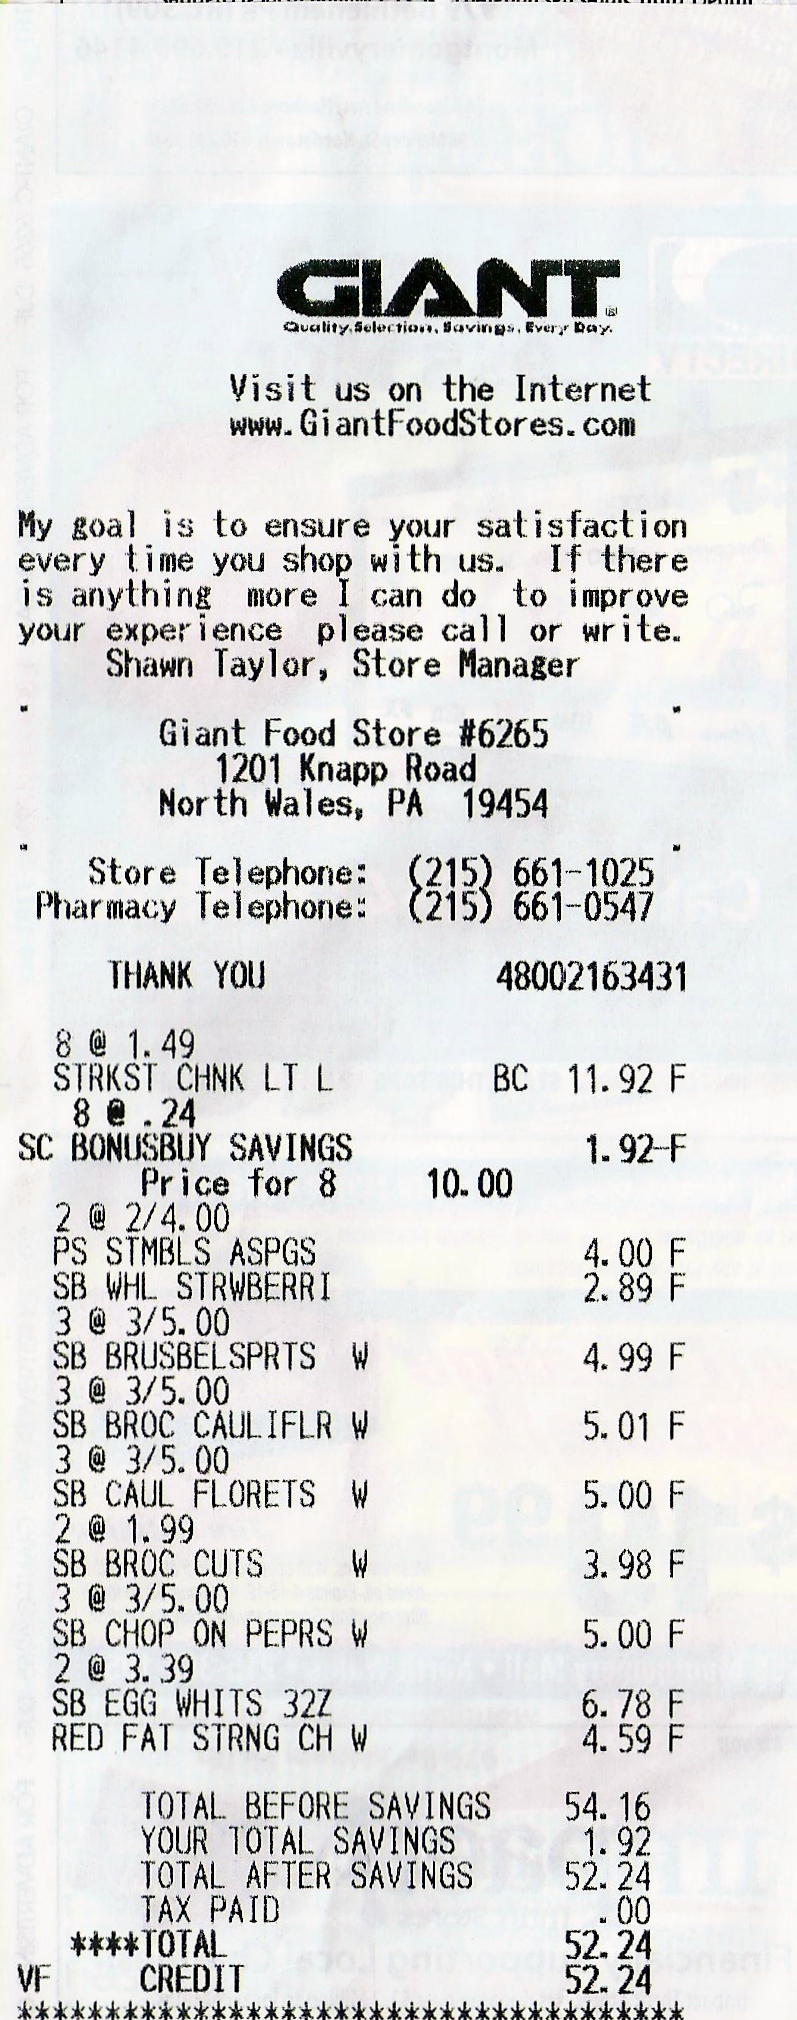 GIANT®
Quality, Selection, Savings, Every Day.
Visit us on the Internet
www.GiantFoodStores.com
My goal is to ensure your satisfaction
every time you shop with us. If there
is anything more I can do to improve
your experience please call or write.
Shawn Taylor, Store Manager
Giant Food Store #6265
1201 Knapp Road
North Wales, PA 19454
Store Telephone: (215) 661-1025
Pharmacy Telephone: (215) 661-0547
THANK YOU 48002163431
8 @ 1.49
STRKST CHNK LT L BC 11.92 F
8 @ .24
SC BONUSBUY SAVINGS 1.92-F
Price for 8 10.00
2 @ 2/4.00
PS STMBLS ASPGS 4.00 F
SB WHL STRWBERRI 2.89 F
3 @ 3/5.00
SB BRUSBELSPRTS W 4.99 F
3 @ 3/5.00
SB BROC CAULIFLR W 5.01 F
3 @ 3/5.00
SB CAUL FLORETS W 5.00 F
2 @ 1.99
SB BROC CUTS W 3.98 F
3 @ 3/5.00
SB CHOP ON PEPRS W 5.00 F
2 @ 3.39
SB EGG WHITS 32Z 6.78 F
RED FAT STRNG CH W 4.59 F
TOTAL BEFORE SAVINGS 54.16
YOUR TOTAL SAVINGS 1.92
TOTAL AFTER SAVINGS 52.24
TAX PAID .00
****TOTAL 52.24
VF CREDIT 52.24
**************************************